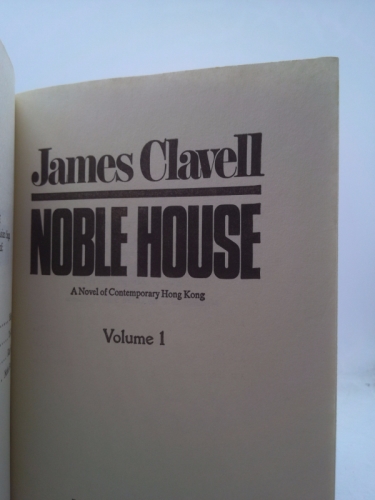 James Clavell
NOBLE HOUSE
A Novel of Contemporary Hong Kong
Volume 1